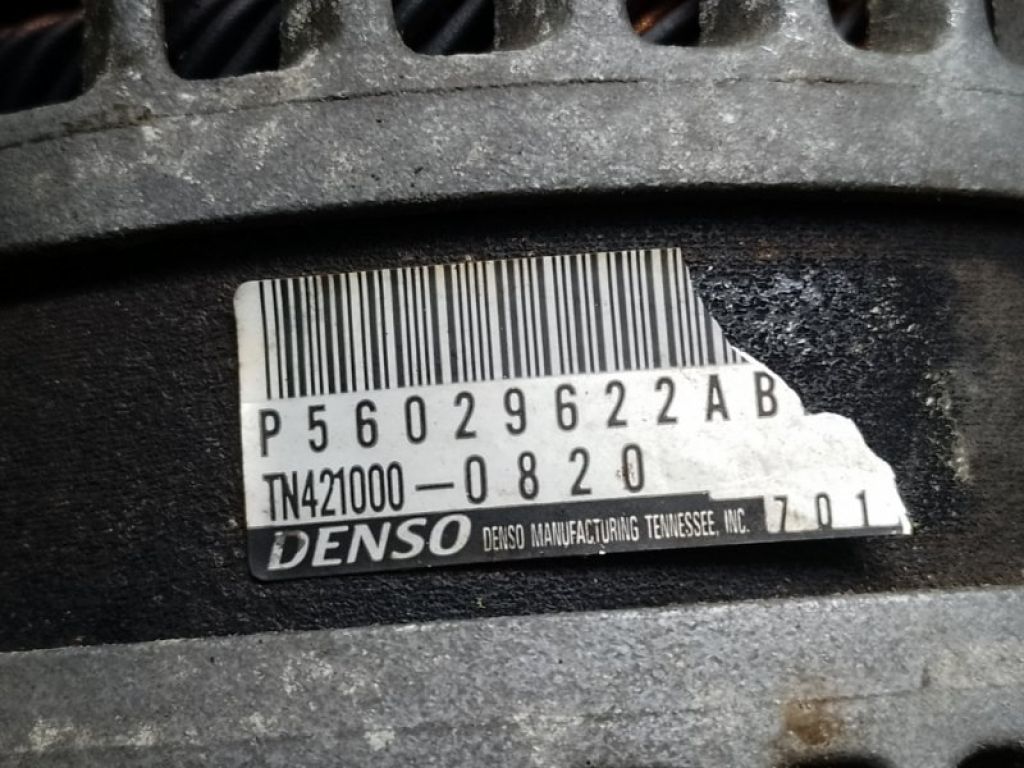 P56029622AB
TN421000-0820
DENSO DENSO MANUFACTURING TENNESSEE, INC. 701